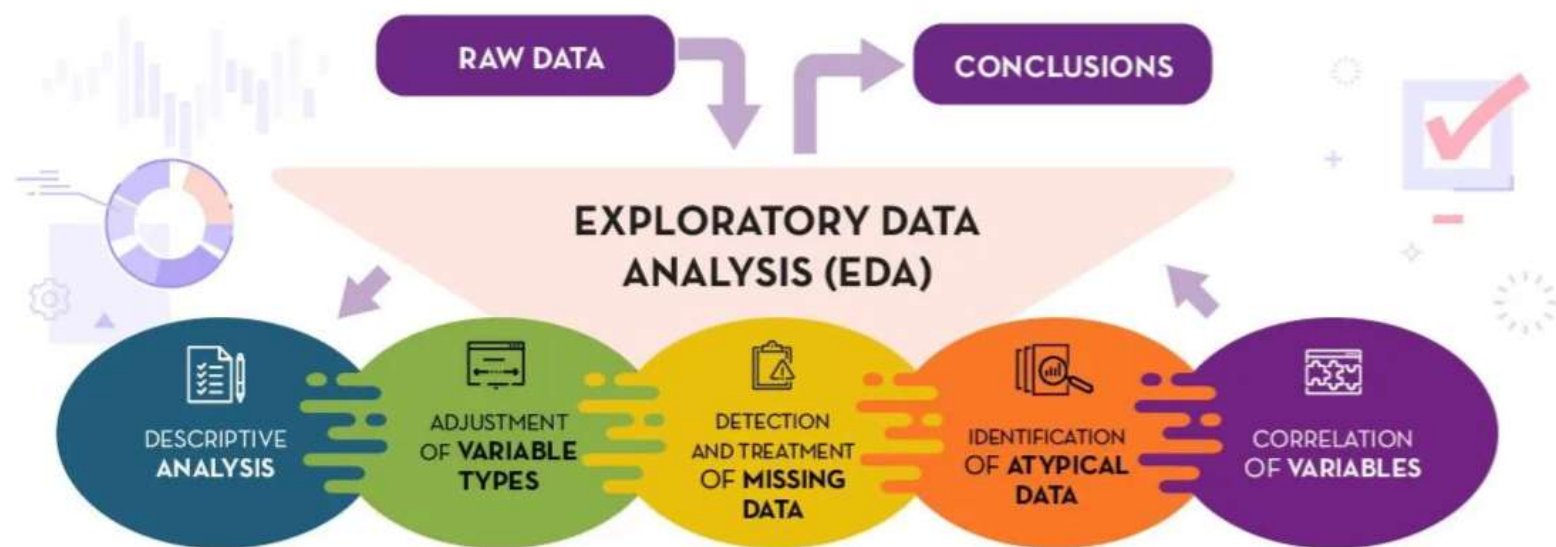 RAW DATA
CONCLUSIONS
EXPLORATORY DATA
ANALYSIS (EDA)
DESCRIPTIVE
ANALYSIS
ADJUSTMENT
OF VARIABLE
TYPES
DETECTION
AND TREATMENT
OF MISSING
DATA
IDENTIFICATION
OF ATYPICAL
DATA
CORRELATION
OF VARIABLES